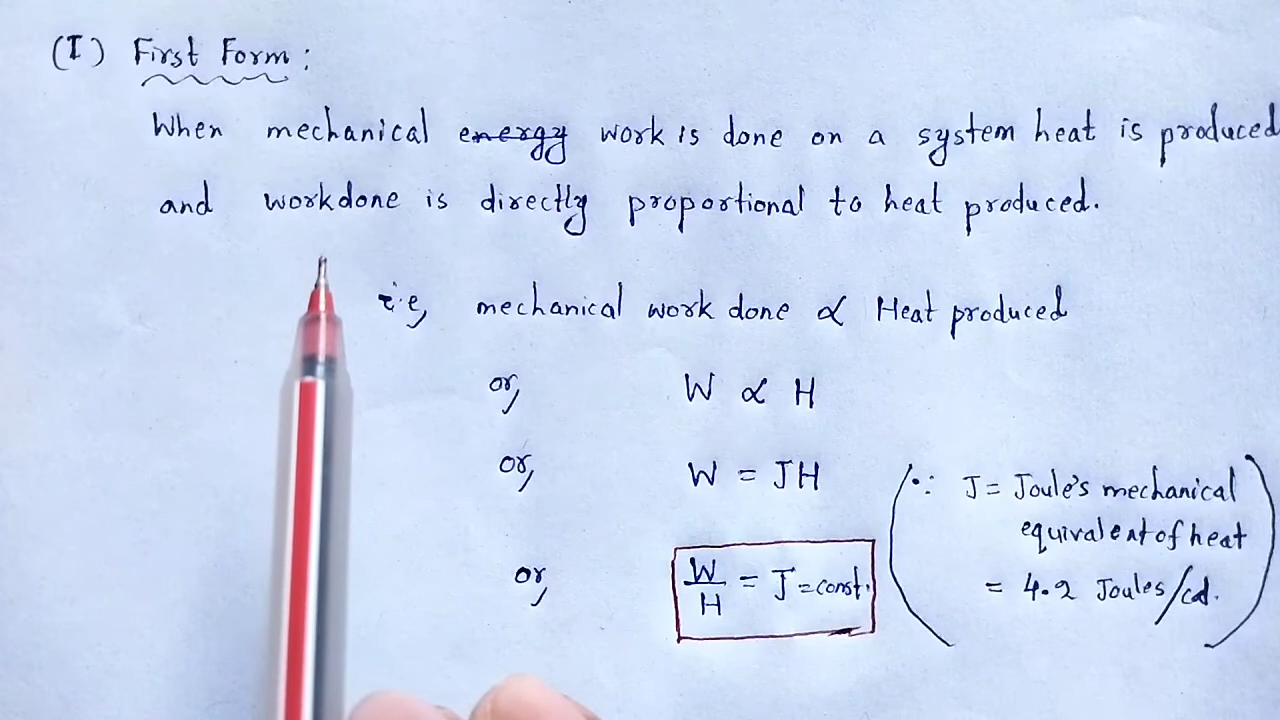 (I) First Form:
When mechanical energy work is done on a system heat is produced
and workdone is directly proportional to heat produced.
i.e, mechanical work done ∝ Heat produced
or, W ∝ H
or, W = JH
(∵ J = Joule's mechanical
equivalent of heat
= 4.2 Joules/cal.)
or, W/H = J = const.